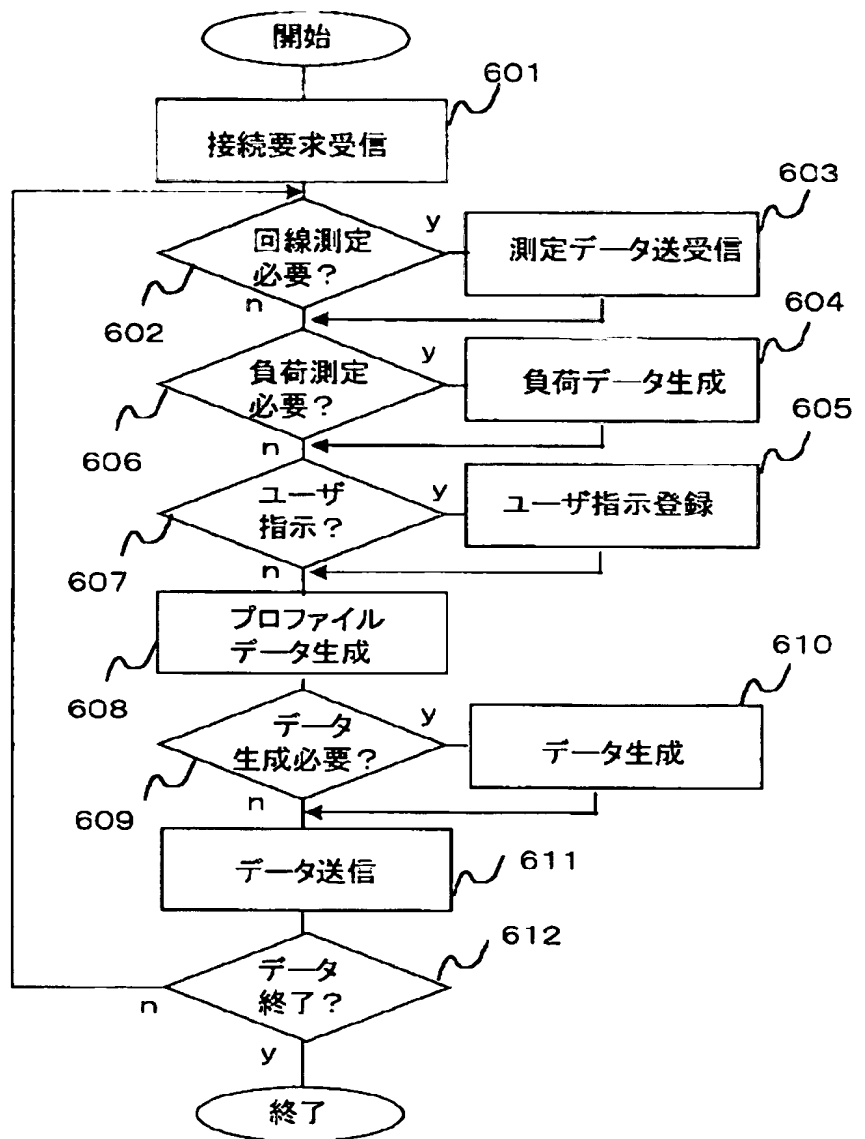 開始
601
接続要求受信
603
回線測定
必要？
y
測定データ送受信
602
n
604
負荷測定
必要？
y
負荷データ生成
606
n
605
ユーザ
指示？
y
ユーザ指示登録
607
n
プロファイル
データ生成
608
610
データ
生成必要？
y
データ生成
609
n
データ送信
611
612
データ
終了？
n
y
終了